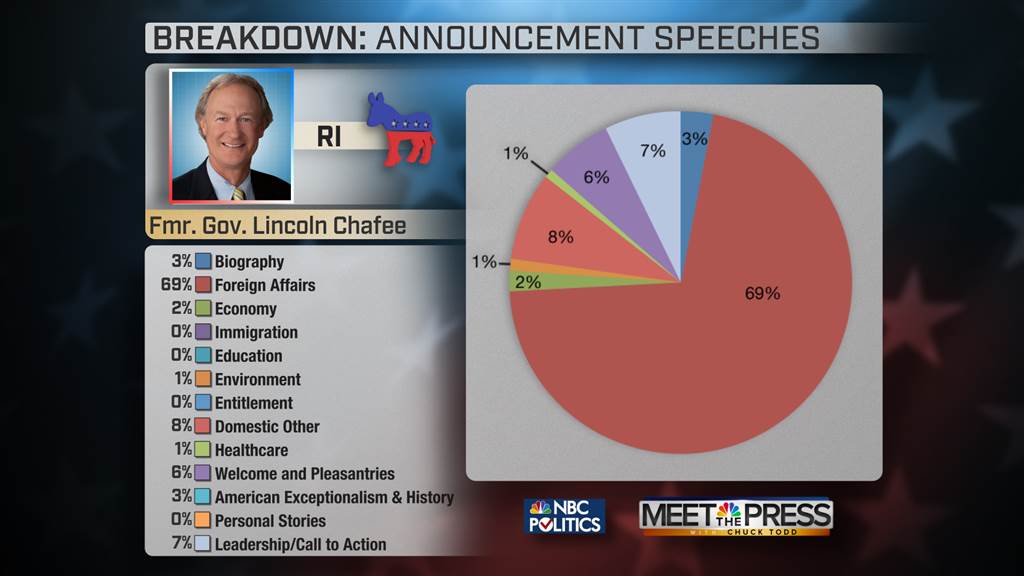 BREAKDOWN: ANNOUNCEMENT SPEECHES
RI
Fmr. Gov. Lincoln Chafee
3% Biography
69% Foreign Affairs
2% Economy
0% Immigration
0% Education
1% Environment
0% Entitlement
8% Domestic Other
1% Healthcare
6% Welcome and Pleasantries
3% American Exceptionalism & History
0% Personal Stories
7% Leadership/Call to Action
3%
7%
1%
6%
8%
1%
2%
69%
NBC
POLITICS
MEET THE PRESS
WITH CHUCK TODD